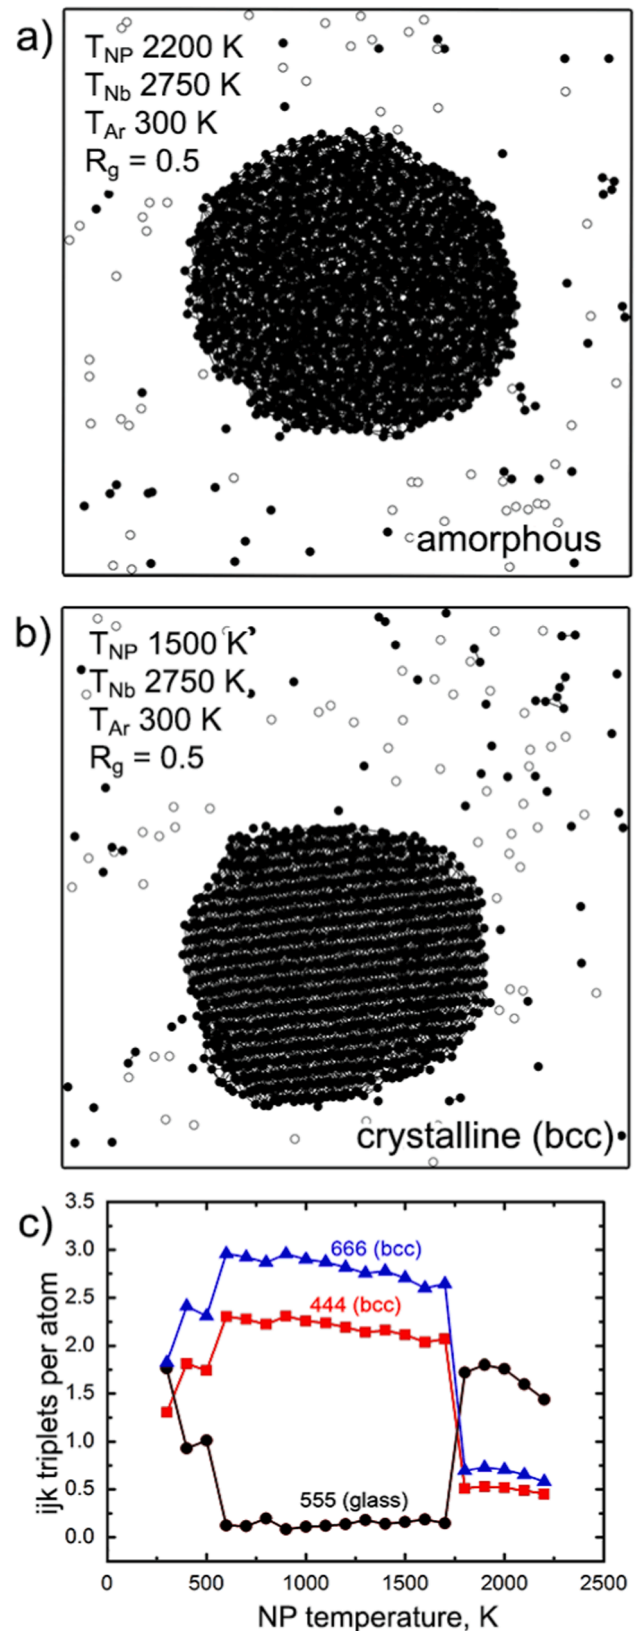 a)
T_NP 2200 K
T_Nb 2750 K
T_Ar 300 K
R_g = 0.5
amorphous
b)
T_NP 1500 K
T_Nb 2750 K
T_Ar 300 K
R_g = 0.5
crystalline (bcc)
c)
3.5
3.0
2.5
2.0
1.5
1.0
0.5
0.0
ijk triplets per atom
666 (bcc)
444 (bcc)
555 (glass)
0 500 1000 1500 2000 2500
NP temperature, K